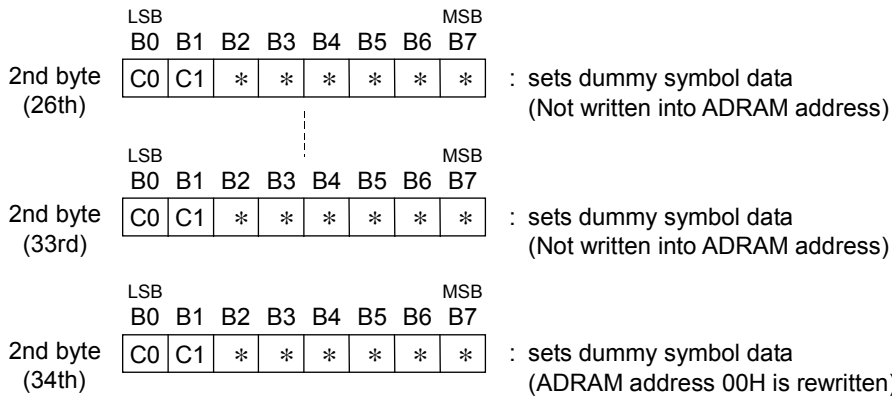 LSB MSB
B0 B1 B2 B3 B4 B5 B6 B7
2nd byte C0 C1 * * * * * * : sets dummy symbol data
(26th) (Not written into ADRAM address)
LSB MSB
B0 B1 B2 B3 B4 B5 B6 B7
2nd byte C0 C1 * * * * * * : sets dummy symbol data
(33rd) (Not written into ADRAM address)
LSB MSB
B0 B1 B2 B3 B4 B5 B6 B7
2nd byte C0 C1 * * * * * * : sets dummy symbol data
(34th) (ADRAM address 00H is rewritten)